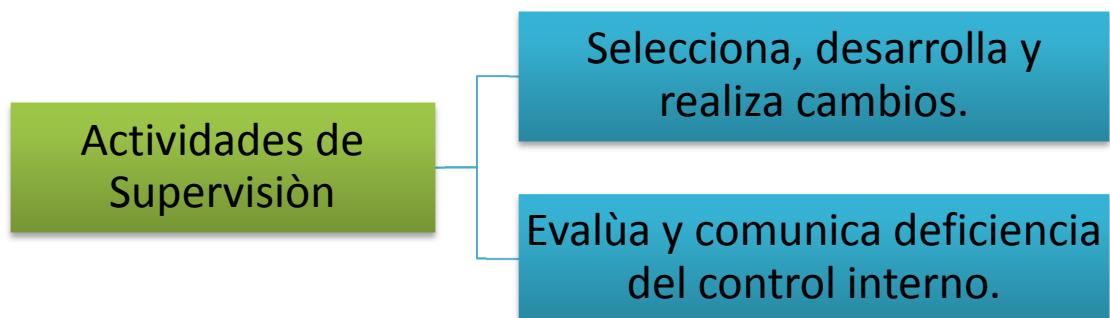 Actividades de
Supervisiòn
Selecciona, desarrolla y
realiza cambios.
Evalùa y comunica deficiencia
del control interno.